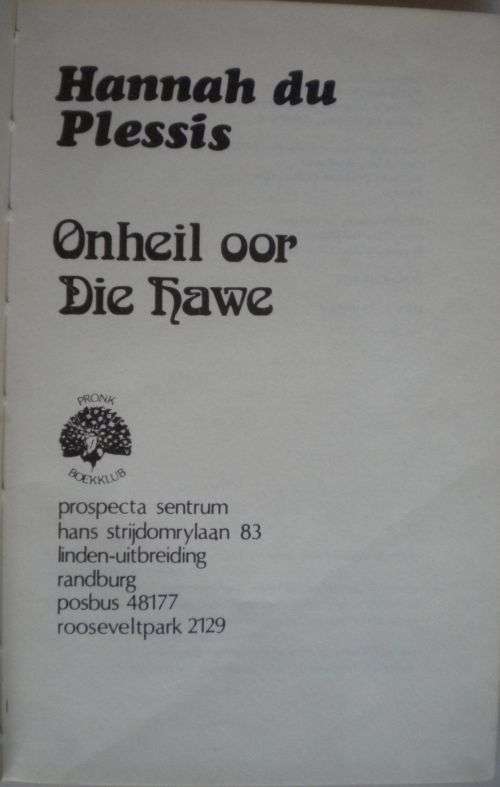 Hannah du
Plessis
Onheil oor
Die Hawe
PRONK
BOEKKLUB
prospecta sentrum
hans strijdomrylaan 83
linden-uitbreiding
randburg
posbus 48177
rooseveltpark 2129